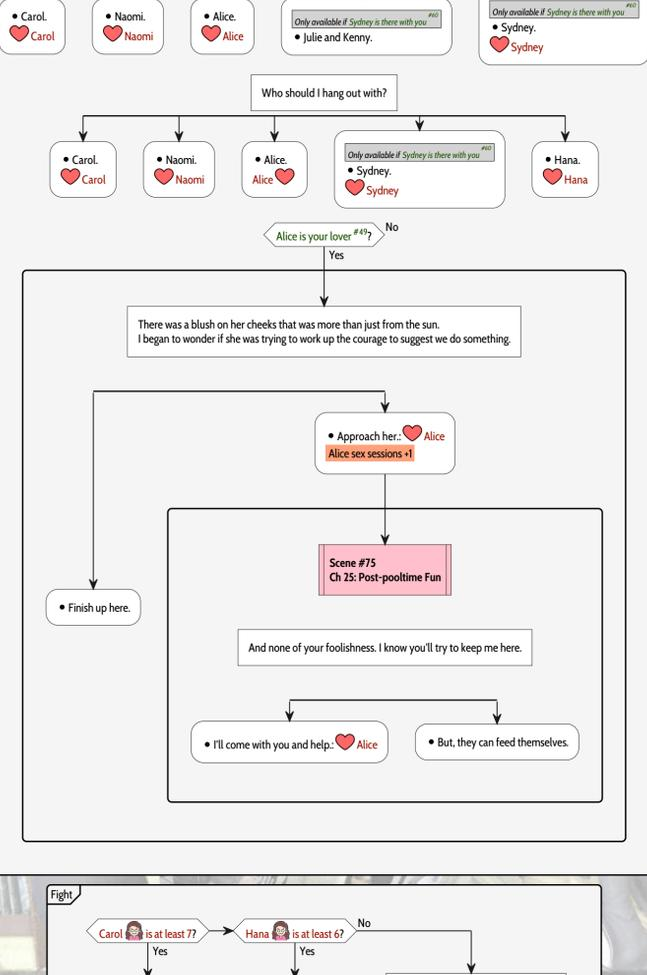 • Carol.
Carol
• Naomi.
Naomi
• Alice.
Alice
#60
Only available if Sydney is there with you
• Julie and Kenny.
#60
Only available if Sydney is there with you
• Sydney.
Sydney
Who should I hang out with?
• Carol.
Carol
• Naomi.
Naomi
• Alice.
Alice
#60
Only available if Sydney is there with you
• Sydney.
Sydney
• Hana.
Hana
Alice is your lover #49?
No
Yes
There was a blush on her cheeks that was more than just from the sun.
I began to wonder if she was trying to work up the courage to suggest we do something.
• Approach her.: Alice
Alice sex sessions +1
Scene #75
Ch 25: Post-pooltime Fun
• Finish up here.
And none of your foolishness. I know you'll try to keep me here.
• I'll come with you and help.: Alice
• But, they can feed themselves.
Fight
Carol is at least 7?
Hana is at least 6?
No
Yes
Yes